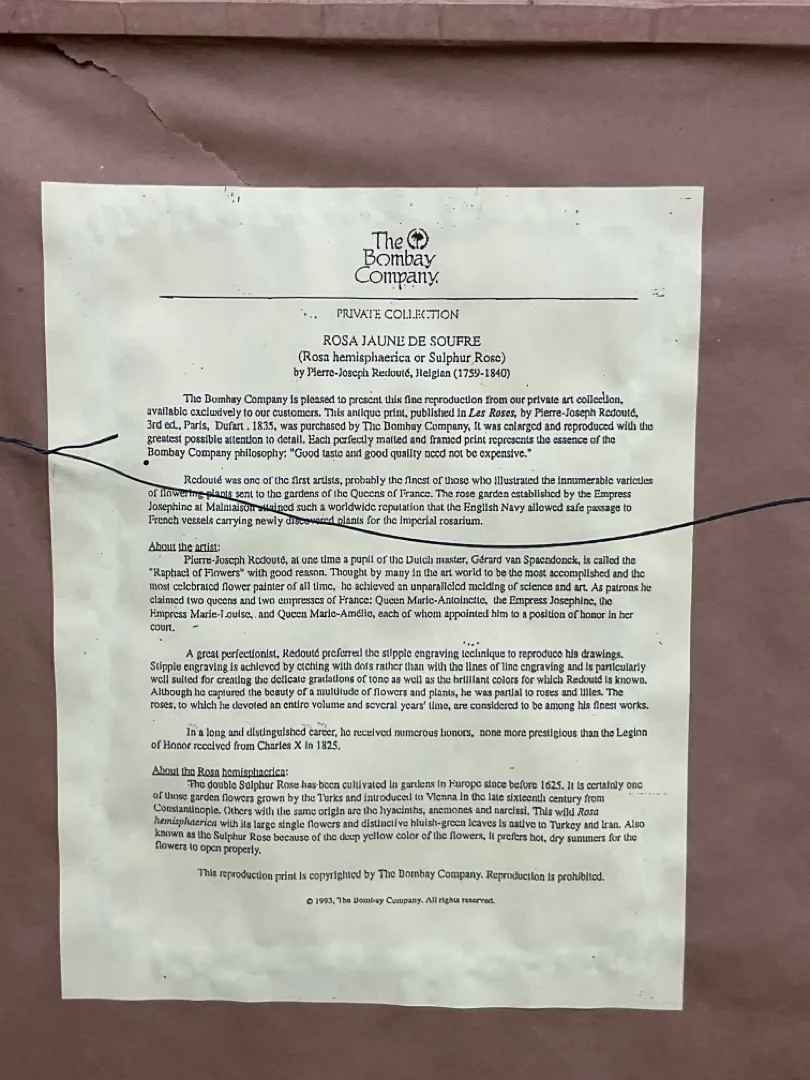 The
Bombay
Company.
PRIVATE COLLECTION
ROSA JAUNE DE SOUFRE
(Rosa hemisphaerica or Sulphur Rose)
by Pierre-Joseph Redouté, Belgian (1759-1840)
The Bombay Company is pleased to present this fine reproduction from our private art collection,
available exclusively to our customers. This antique print, published in Les Roses, by Pierre-Joseph Redouté,
3rd ed., Paris, Dufart, 1835, was purchased by The Bombay Company, it was enlarged and reproduced with the
greatest possible attention to detail. Each perfectly matted and framed print represents the essence of the
Bombay Company philosophy: "Good taste and good quality need not be expensive."
Redouté was one of the first artists, probably the finest of those who illustrated the innumerable varieties
of flowering plants sent to the gardens of the Queens of France. The rose garden established by the Empress
Josephine at Malmaison attained such a worldwide reputation that the English Navy allowed safe passage to
French vessels carrying newly discovered plants for the imperial rosarium.
About the artist:
Pierre-Joseph Redouté, at one time a pupil of the Dutch master, Gérard van Spaendonck, is called the
"Raphael of Flowers" with good reason. Thought by many in the art world to be the most accomplished and the
most celebrated flower painter of all time, he achieved an unparalleled melding of science and art. As patrons he
claimed two queens and two empresses of France: Queen Marie-Antoinette, the Empress Josephine, the
Empress Marie-Louise, and Queen Marie-Amélie, each of whom appointed him to a position of honor in her
court.
A great perfectionist, Redouté preferred the stipple engraving technique to reproduce his drawings.
Stipple engraving is achieved by etching with dots rather than with the lines of line engraving and is particularly
well suited for creating the delicate gradations of tone as well as the brilliant colors for which Redouté is known.
Although he captured the beauty of a multitude of flowers and plants, he was partial to roses and lilies. The
roses, to which he devoted an entire volume and several years' time, are considered to be among his finest works.
In a long and distinguished career, he received numerous honors, none more prestigious than the Legion
of Honor received from Charles X in 1825.
About the Rosa hemisphaerica:
The double Sulphur Rose has been cultivated in gardens in Europe since before 1625. It is certainly one
of those garden flowers grown by the Turks and introduced to Vienna in the late sixteenth century from
Constantinople. Others with the same origin are the hyacinths, anemones and narcissi. This wild Rosa
hemisphaerica with its large single flowers and distinctive bluish-green leaves is native to Turkey and Iran. Also
known as the Sulphur Rose because of the deep yellow color of the flowers, it prefers hot, dry summers for the
flowers to open properly.
This reproduction print is copyrighted by The Bombay Company. Reproduction is prohibited.
© 1993, The Bombay Company. All rights reserved.